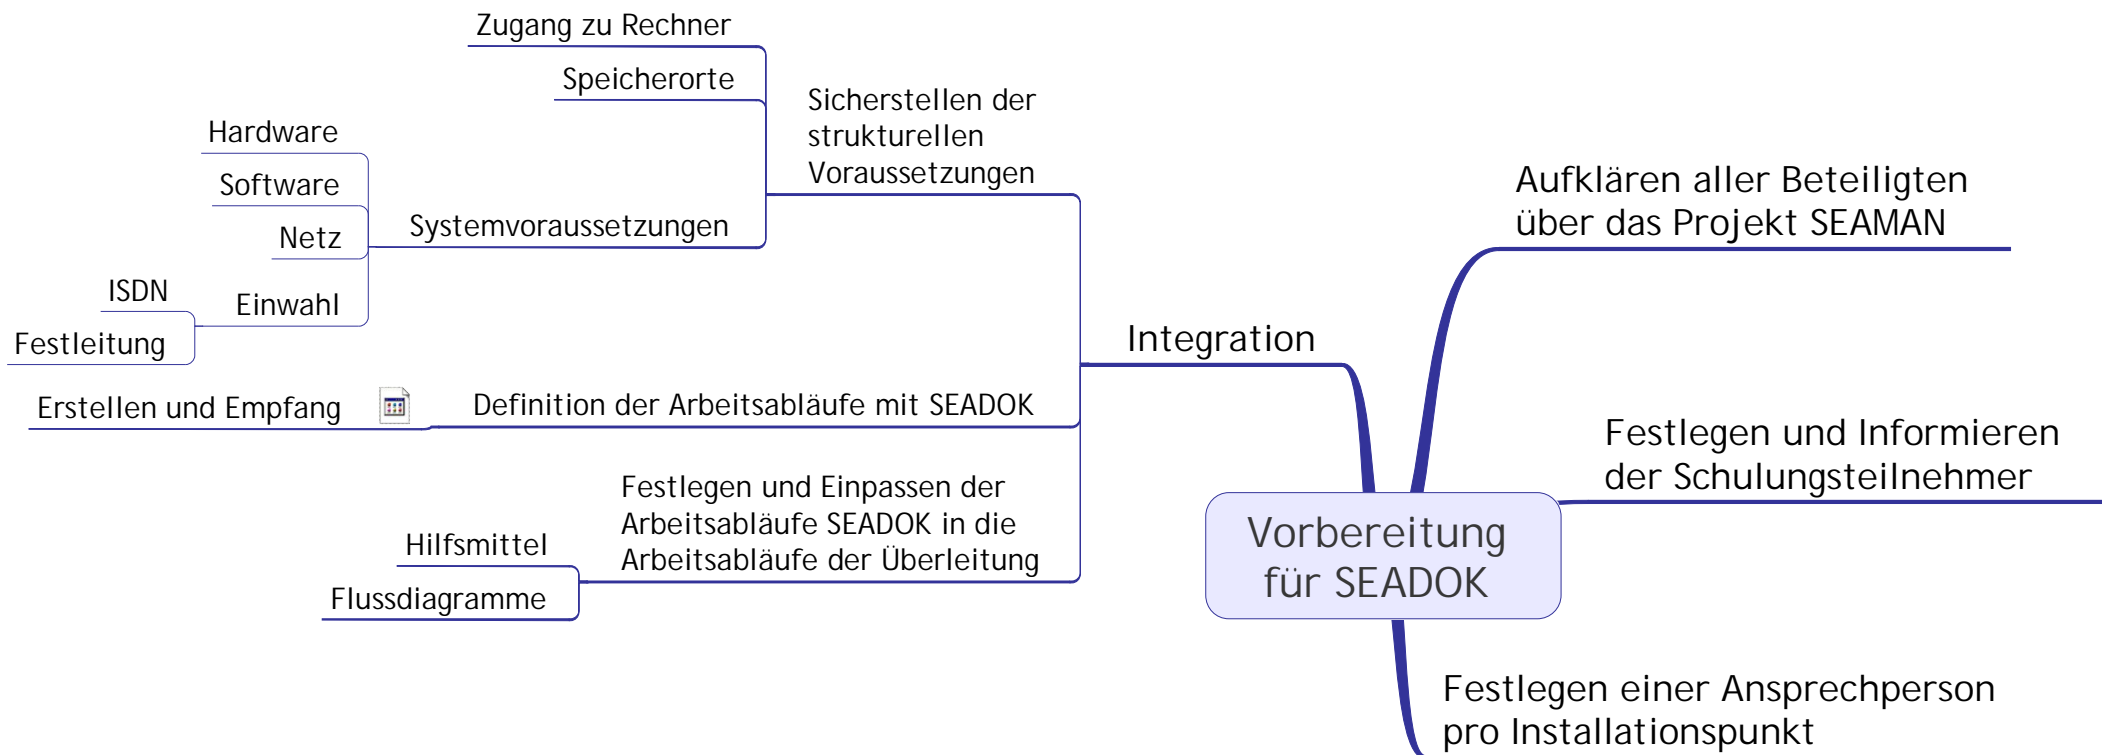 Zugang zu Rechner
Speicherorte
Sicherstellen der
strukturellen
Voraussetzungen
Hardware
Software
Netz
Systemvoraussetzungen
ISDN
Festleitung
Einwahl
Integration
Erstellen und Empfang
Definition der Arbeitsabläufe mit SEADOK
Festlegen und Einpassen der
Arbeitsabläufe SEADOK in die
Arbeitsabläufe der Überleitung
Hilfsmittel
Flussdiagramme
Aufklären aller Beteiligten
über das Projekt SEAMAN
Festlegen und Informieren
der Schulungsteilnehmer
Vorbereitung
für SEADOK
Festlegen einer Ansprechperson
pro Installationspunkt